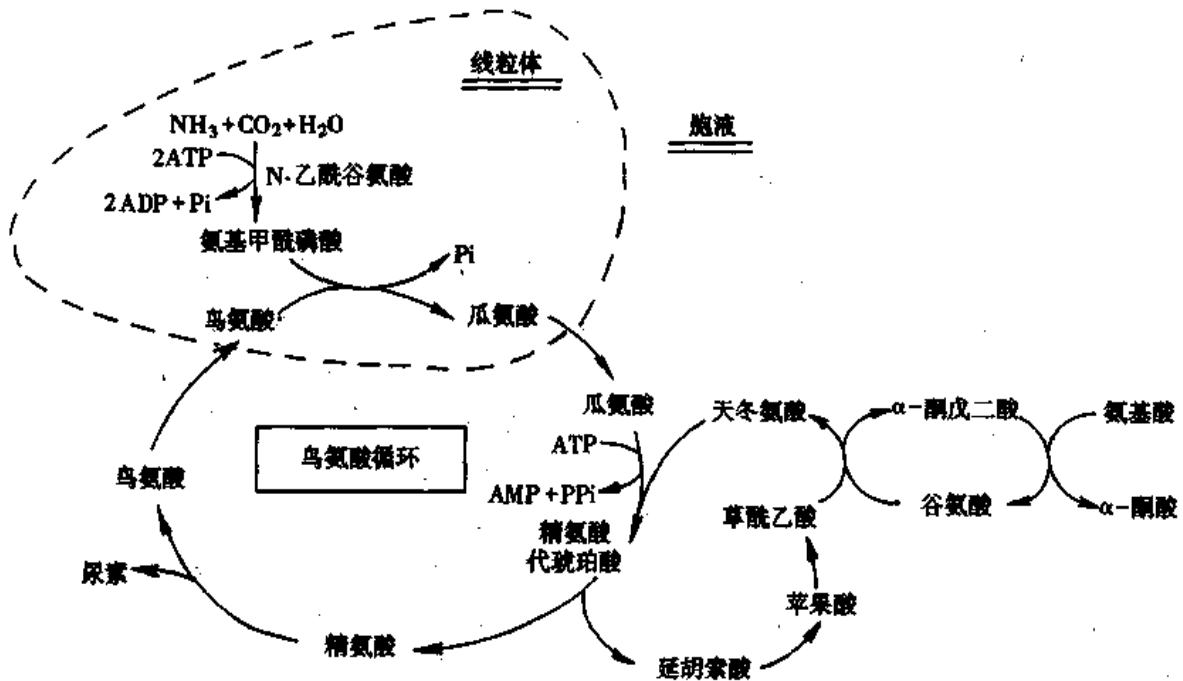 线粒体
胞液
NH₃+CO₂+H₂O
2ATP
N-乙酰谷氨酸
2ADP+Pi
氨基甲酰磷酸
Pi
鸟氨酸
瓜氨酸
瓜氨酸
天冬氨酸
α-酮戊二酸
氨基酸
ATP
鸟氨酸循环
鸟氨酸
AMP+PPi
谷氨酸
α-酮酸
草酰乙酸
精氨酸
代琥珀酸
尿素
苹果酸
精氨酸
延胡索酸